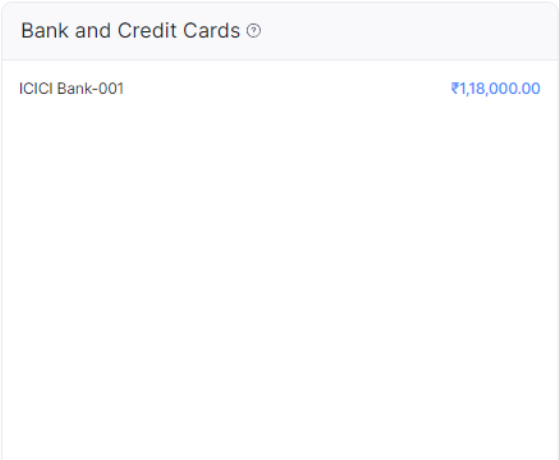 Bank and Credit Cards
ICICI Bank-001 ₹1,18,000.00